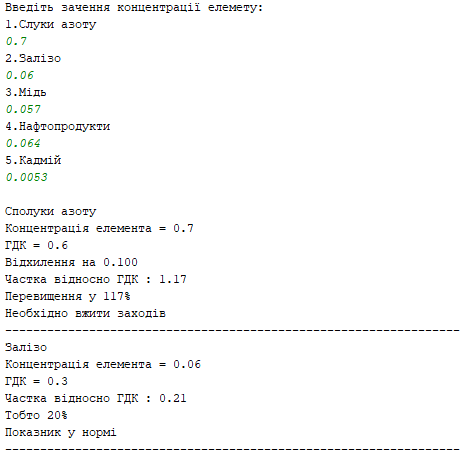 Введіть зачення концентрації елемету:
1.Слуки азоту
0.7
2.Залізо
0.06
3.Мідь
0.057
4.Нафтопродукти
0.064
5.Кадмій
0.0053
Сполуки азоту
Концентрація елемента = 0.7
ГДК = 0.6
Відхилення на 0.100
Частка відносно ГДК : 1.17
Перевищення у 117%
Необхідно вжити заходів
-----------------------------------------------------------------
Залізо
Концентрація елемента = 0.06
ГДК = 0.3
Частка відносно ГДК : 0.21
Тобто 20%
Показник у нормі
-----------------------------------------------------------------